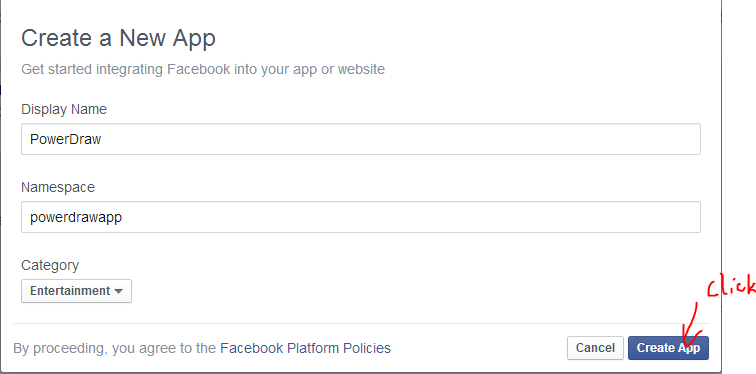 Create a New App
Get started integrating Facebook into your app or website
Display Name
PowerDraw
Namespace
powerdrawapp
Category
Entertainment
click
By proceeding, you agree to the Facebook Platform Policies
Cancel
Create App